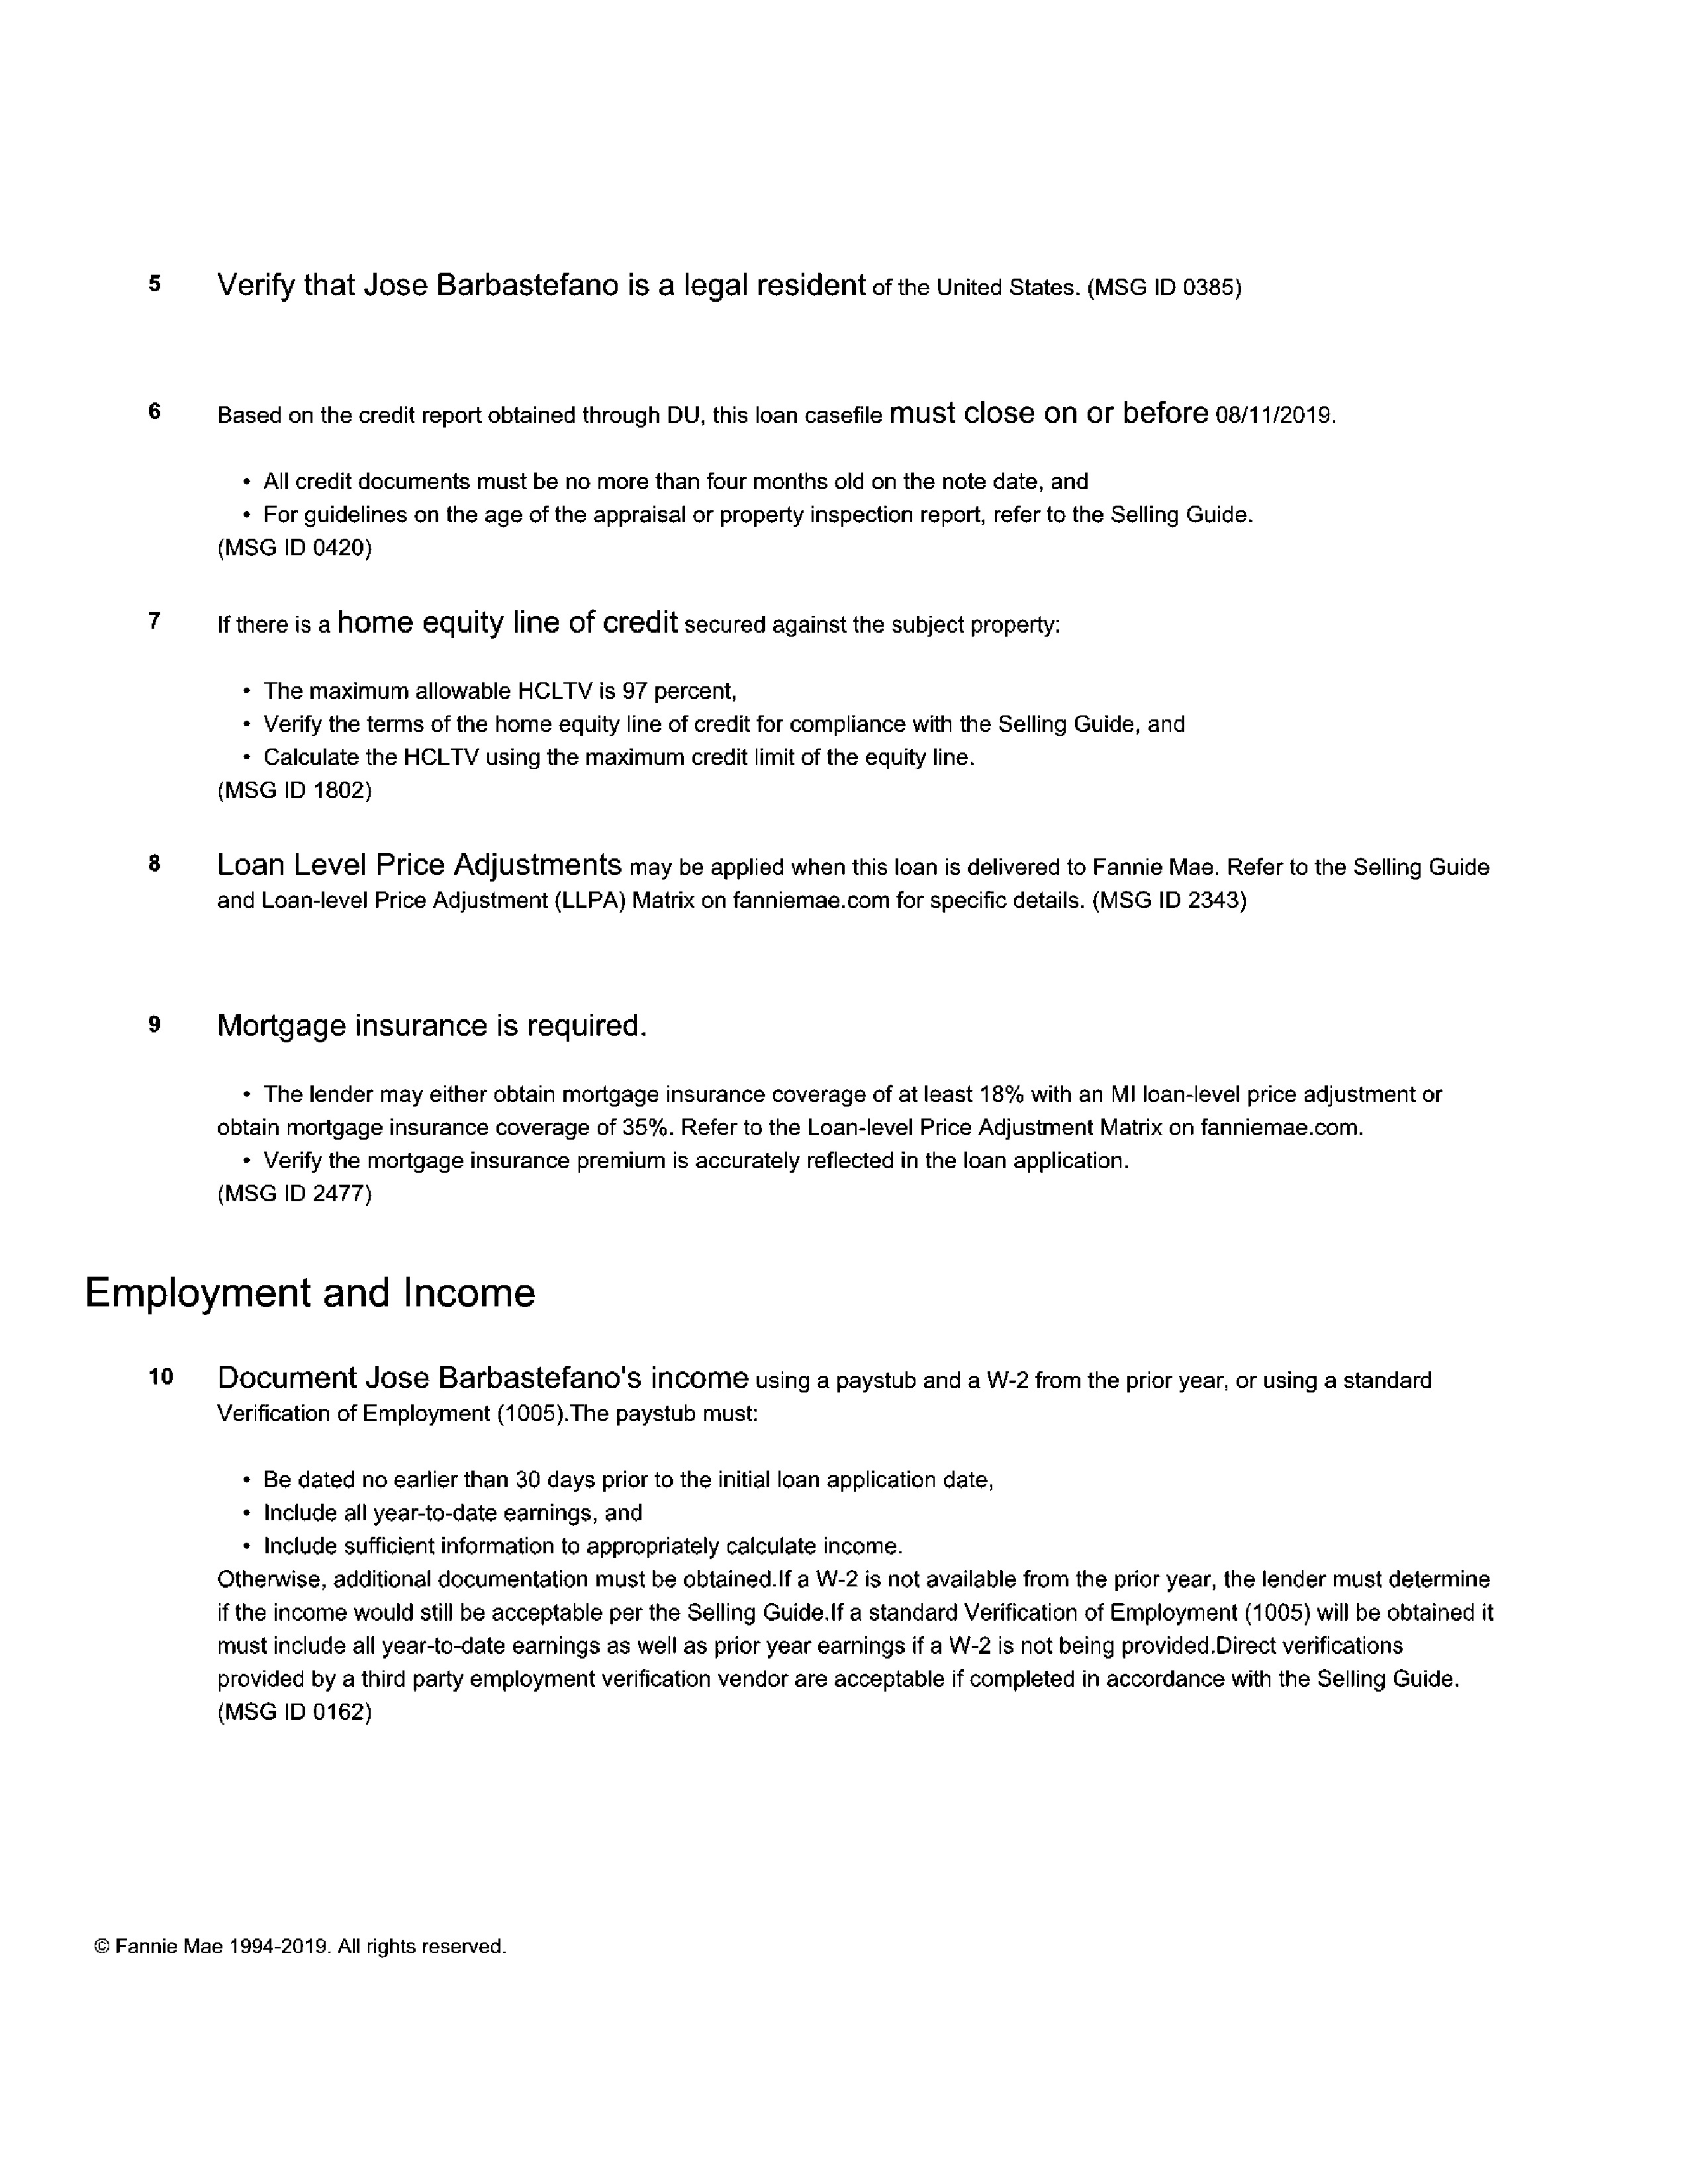 5 Verify that Jose Barbastefano is a legal resident of the United States. (MSG ID 0385)
6 Based on the credit report obtained through DU, this loan casefile must close on or before 08/11/2019.
• All credit documents must be no more than four months old on the note date, and
• For guidelines on the age of the appraisal or property inspection report, refer to the Selling Guide.
(MSG ID 0420)
7 If there is a home equity line of credit secured against the subject property:
• The maximum allowable HCLTV is 97 percent,
• Verify the terms of the home equity line of credit for compliance with the Selling Guide, and
• Calculate the HCLTV using the maximum credit limit of the equity line.
(MSG ID 1802)
8 Loan Level Price Adjustments may be applied when this loan is delivered to Fannie Mae. Refer to the Selling Guide
and Loan-level Price Adjustment (LLPA) Matrix on fanniemae.com for specific details. (MSG ID 2343)
9 Mortgage insurance is required.
• The lender may either obtain mortgage insurance coverage of at least 18% with an MI loan-level price adjustment or
obtain mortgage insurance coverage of 35%. Refer to the Loan-level Price Adjustment Matrix on fanniemae.com.
• Verify the mortgage insurance premium is accurately reflected in the loan application.
(MSG ID 2477)
Employment and Income
10 Document Jose Barbastefano's income using a paystub and a W-2 from the prior year, or using a standard
Verification of Employment (1005).The paystub must:
• Be dated no earlier than 30 days prior to the initial loan application date,
• Include all year-to-date earnings, and
• Include sufficient information to appropriately calculate income.
Otherwise, additional documentation must be obtained.If a W-2 is not available from the prior year, the lender must determine
if the income would still be acceptable per the Selling Guide.If a standard Verification of Employment (1005) will be obtained it
must include all year-to-date earnings as well as prior year earnings if a W-2 is not being provided.Direct verifications
provided by a third party employment verification vendor are acceptable if completed in accordance with the Selling Guide.
(MSG ID 0162)
© Fannie Mae 1994-2019. All rights reserved.